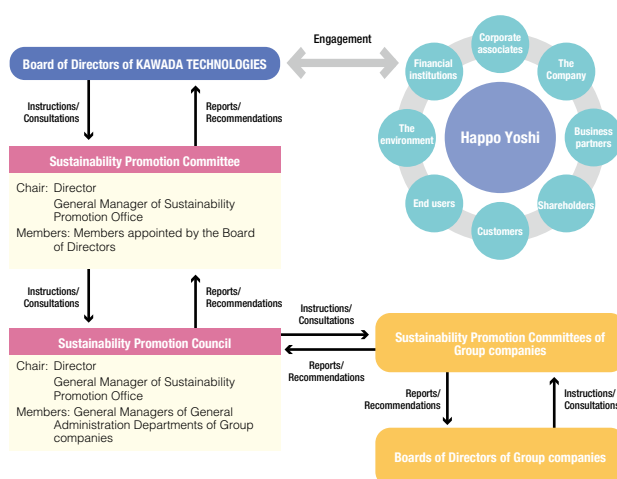 Engagement
Board of Directors of KAWADA TECHNOLOGIES
Instructions/
Consultations
Reports/
Recommendations
Sustainability Promotion Committee
Chair: Director
General Manager of Sustainability
Promotion Office
Members: Members appointed by the Board
of Directors
Instructions/
Consultations
Reports/
Recommendations
Sustainability Promotion Council
Chair: Director
General Manager of Sustainability
Promotion Office
Members: General Managers of General
Administration Departments of Group
companies
Happo Yoshi
Corporate
associates
The
Company
Business
partners
Shareholders
Customers
End users
The
environment
Financial
institutions
Instructions/
Consultations
Reports/
Recommendations
Sustainability Promotion Committees of
Group companies
Reports/
Recommendations
Instructions/
Consultations
Boards of Directors of Group companies